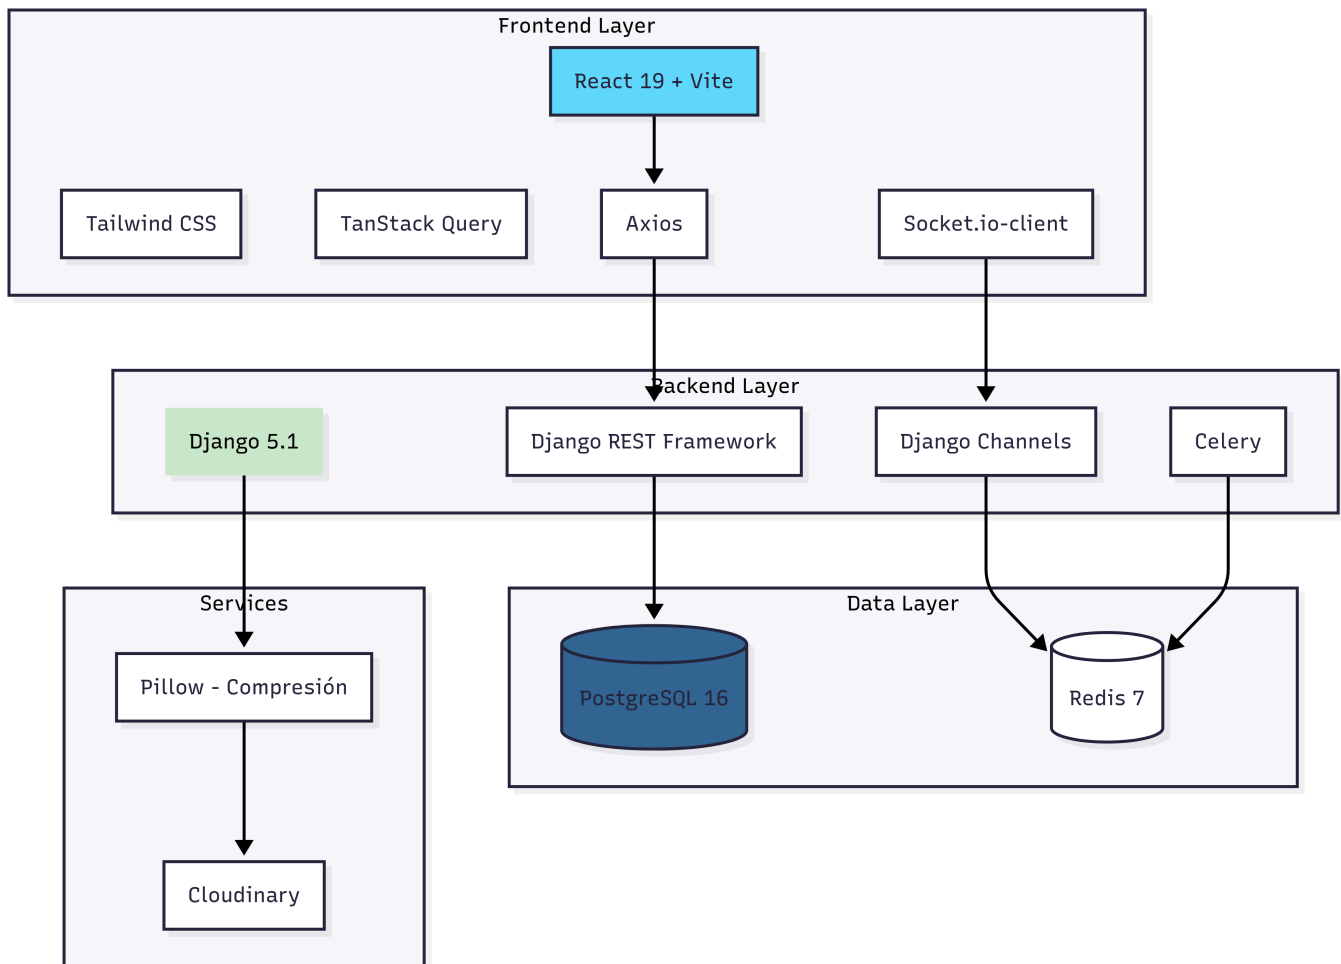 Frontend Layer
React 19 + Vite
Tailwind CSS
TanStack Query
Axios
Socket.io-client
Backend Layer
Django 5.1
Django REST Framework
Django Channels
Celery
Services
Data Layer
Pillow - Compresión
PostgreSQL 16
Redis 7
Cloudinary